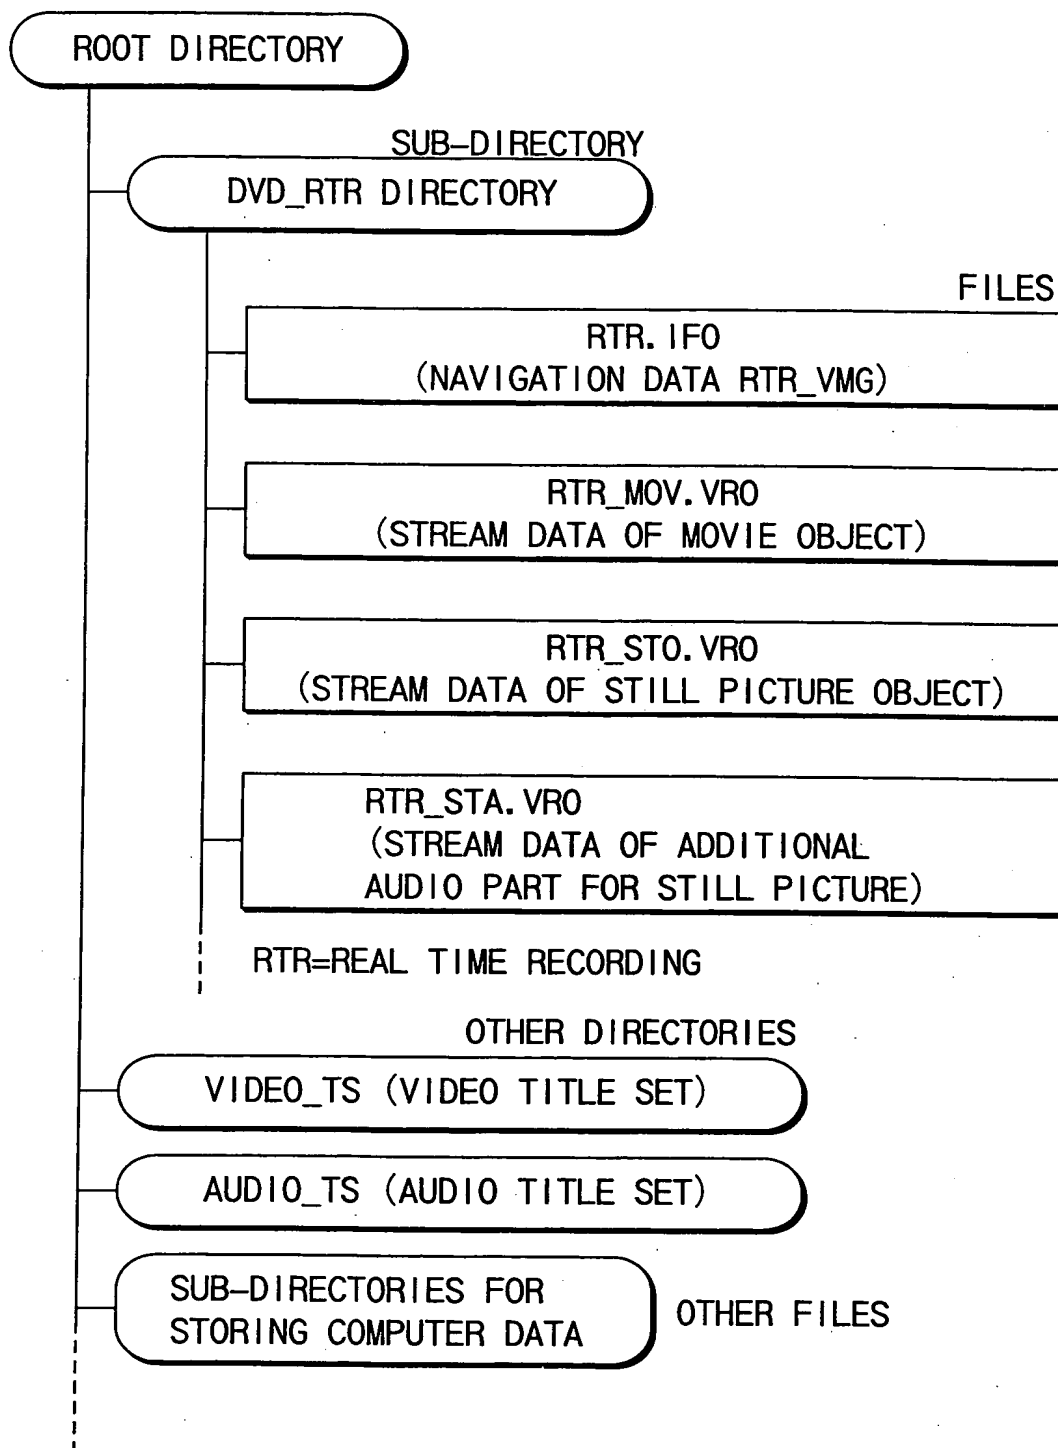 ROOT DIRECTORY
SUB-DIRECTORY
DVD_RTR DIRECTORY
FILES
RTR.IFO
(NAVIGATION DATA RTR_VMG)
RTR_MOV.VRO
(STREAM DATA OF MOVIE OBJECT)
RTR_STO.VRO
(STREAM DATA OF STILL PICTURE OBJECT)
RTR_STA.VRO
(STREAM DATA OF ADDITIONAL
AUDIO PART FOR STILL PICTURE)
RTR=REAL TIME RECORDING
OTHER DIRECTORIES
VIDEO_TS (VIDEO TITLE SET)
AUDIO_TS (AUDIO TITLE SET)
SUB-DIRECTORIES FOR
STORING COMPUTER DATA
OTHER FILES